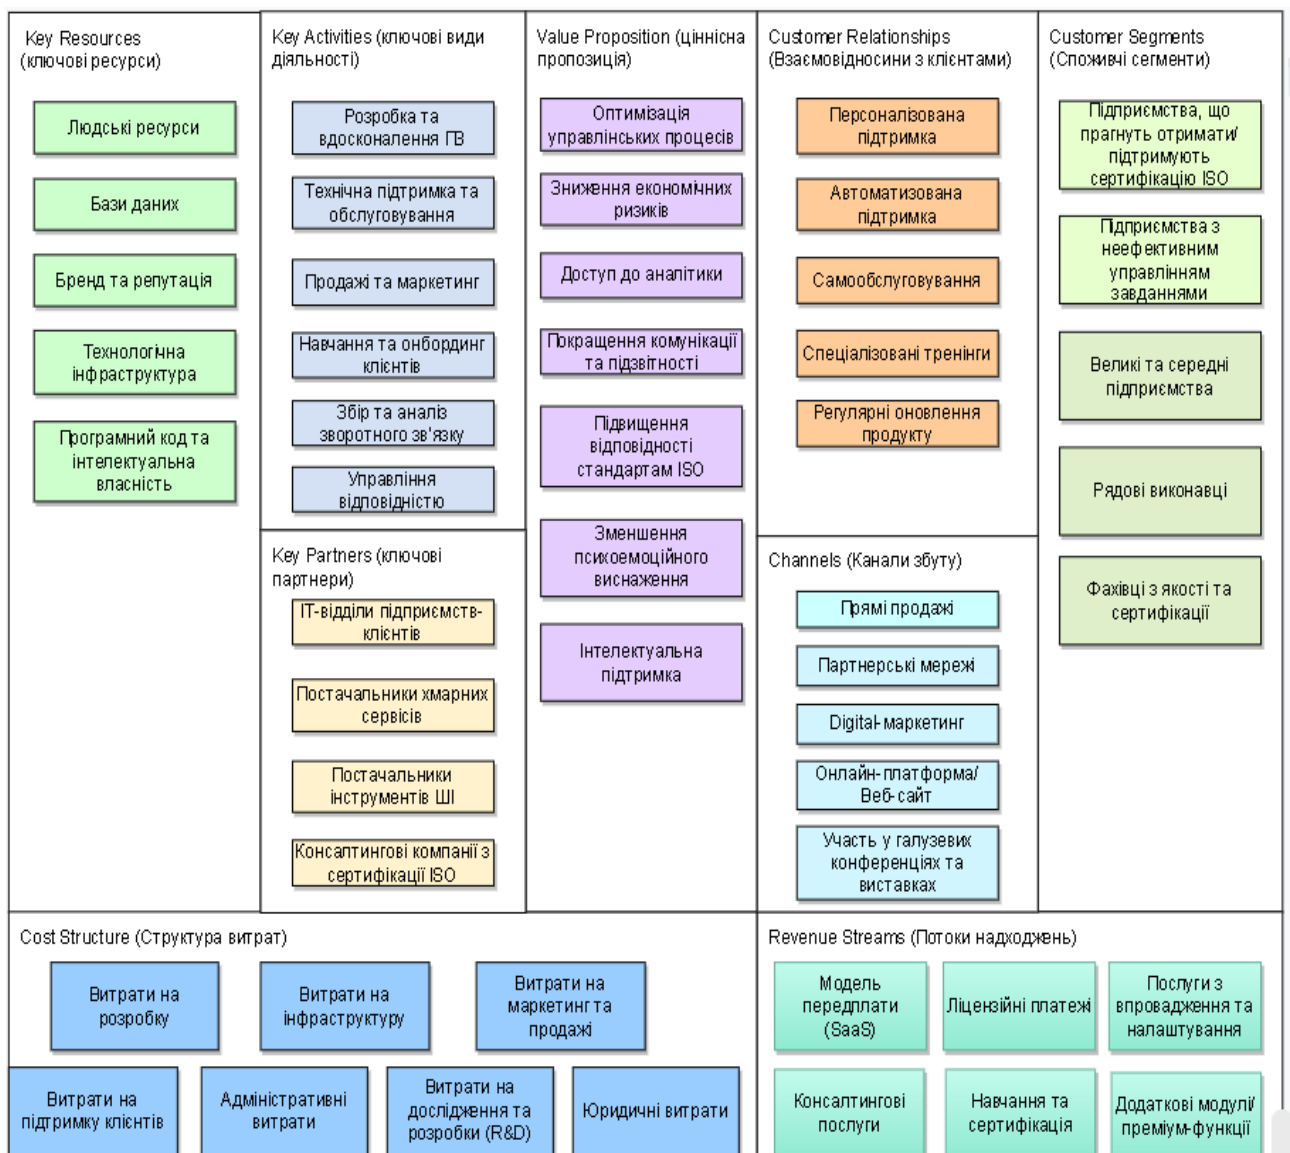 Key Resources
(ключові ресурси)
Людські ресурси
Бази даних
Бренд та репутація
Технологічна
інфраструктура
Програмний код та
інтелектуальна
власність
Key Activities (ключові види
діяльності)
Розробка та
вдосконалення ПЗ
Технічна підтримка та
обслуговування
Продажі та маркетинг
Навчання та онбординг
клієнтів
Збір та аналіз
зворотного зв'язку
Управління
відповідністю
Key Partners (ключові
партнери)
ІТ-відділи підприємств-
клієнтів
Постачальники хмарних
сервісів
Постачальники
інструментів ШІ
Консалтингові компанії з
сертифікації ISO
Value Proposition (ціннісна
пропозиція)
Оптимізація
управлінських процесів
Зниження економічних
ризиків
Доступ до аналітики
Покращення комунікації
та підзвітності
Підвищення
відповідності
стандартам ISO
Зменшення
психоемоційного
виснаження
Інтелектуальна
підтримка
Customer Relationships
(Взаємовідносини з клієнтами)
Персоналізована
підтримка
Автоматизована
підтримка
Самообслуговування
Спеціалізовані тренінги
Регулярні оновлення
продукту
Channels (Канали збуту)
Прямі продажі
Партнерські мережі
Digital-маркетинг
Онлайн-платформа/
Веб-сайт
Участь у галузевих
конференціях та
виставках
Customer Segments
(Споживчі сегменти)
Підприємства, що
прагнуть отримати/
підтримують
сертифікацію ISO
Підприємства з
неефективним
управлінням
завданнями
Великі та середні
підприємства
Рядові виконавці
Фахівці з якості та
сертифікації
Cost Structure (Структура витрат)
Витрати на
розробку
Витрати на
інфраструктуру
Витрати на
маркетинг та
продажі
Витрати на
підтримку клієнтів
Адміністративні
витрати
Витрати на
дослідження та
розробки (R&D)
Юридичні витрати
Revenue Streams (Потоки надходжень)
Модель
передплати
(SaaS)
Ліцензійні платежі
Послуги з
впровадження та
налаштування
Консалтингові
послуги
Навчання та
сертифікація
Додаткові модулі/
преміум-функції